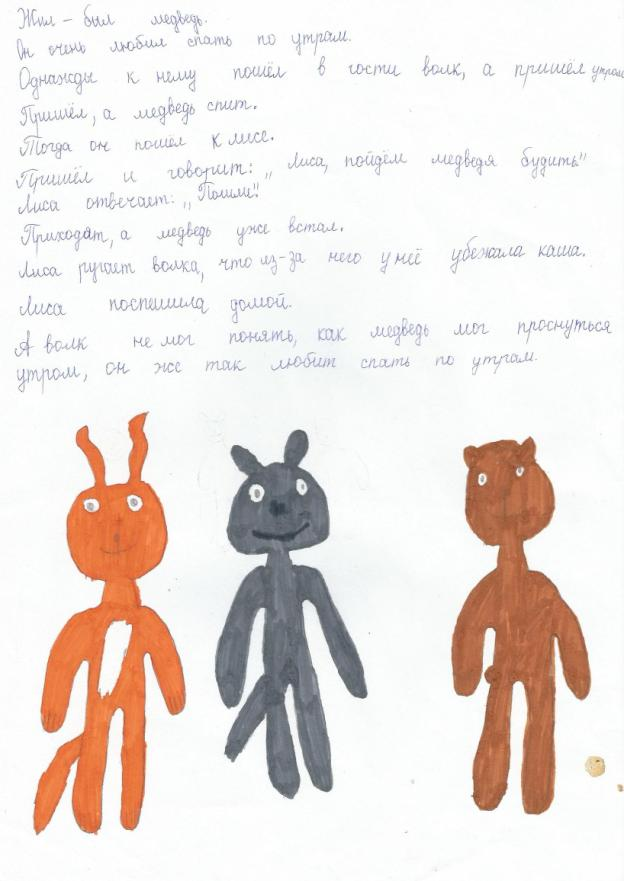 Жил – был медведь.
Он очень любил спать по утрам.
Однажды к нему пошёл в гости волк, а пришёл утром.
Пришёл, а медведь спит.
Тогда он пошёл к лисе.
Пришёл и говорит: „Лиса, пойдём медведя будить!"
Лиса отвечает: „Пошли!"
Приходят, а медведь уже встал.
Лиса ругает волка, что из-за него у неё убежала каша.
Лиса поспешила домой.
А волк не мог понять, как медведь мог проснуться
утром, он же так любит спать по утрам.